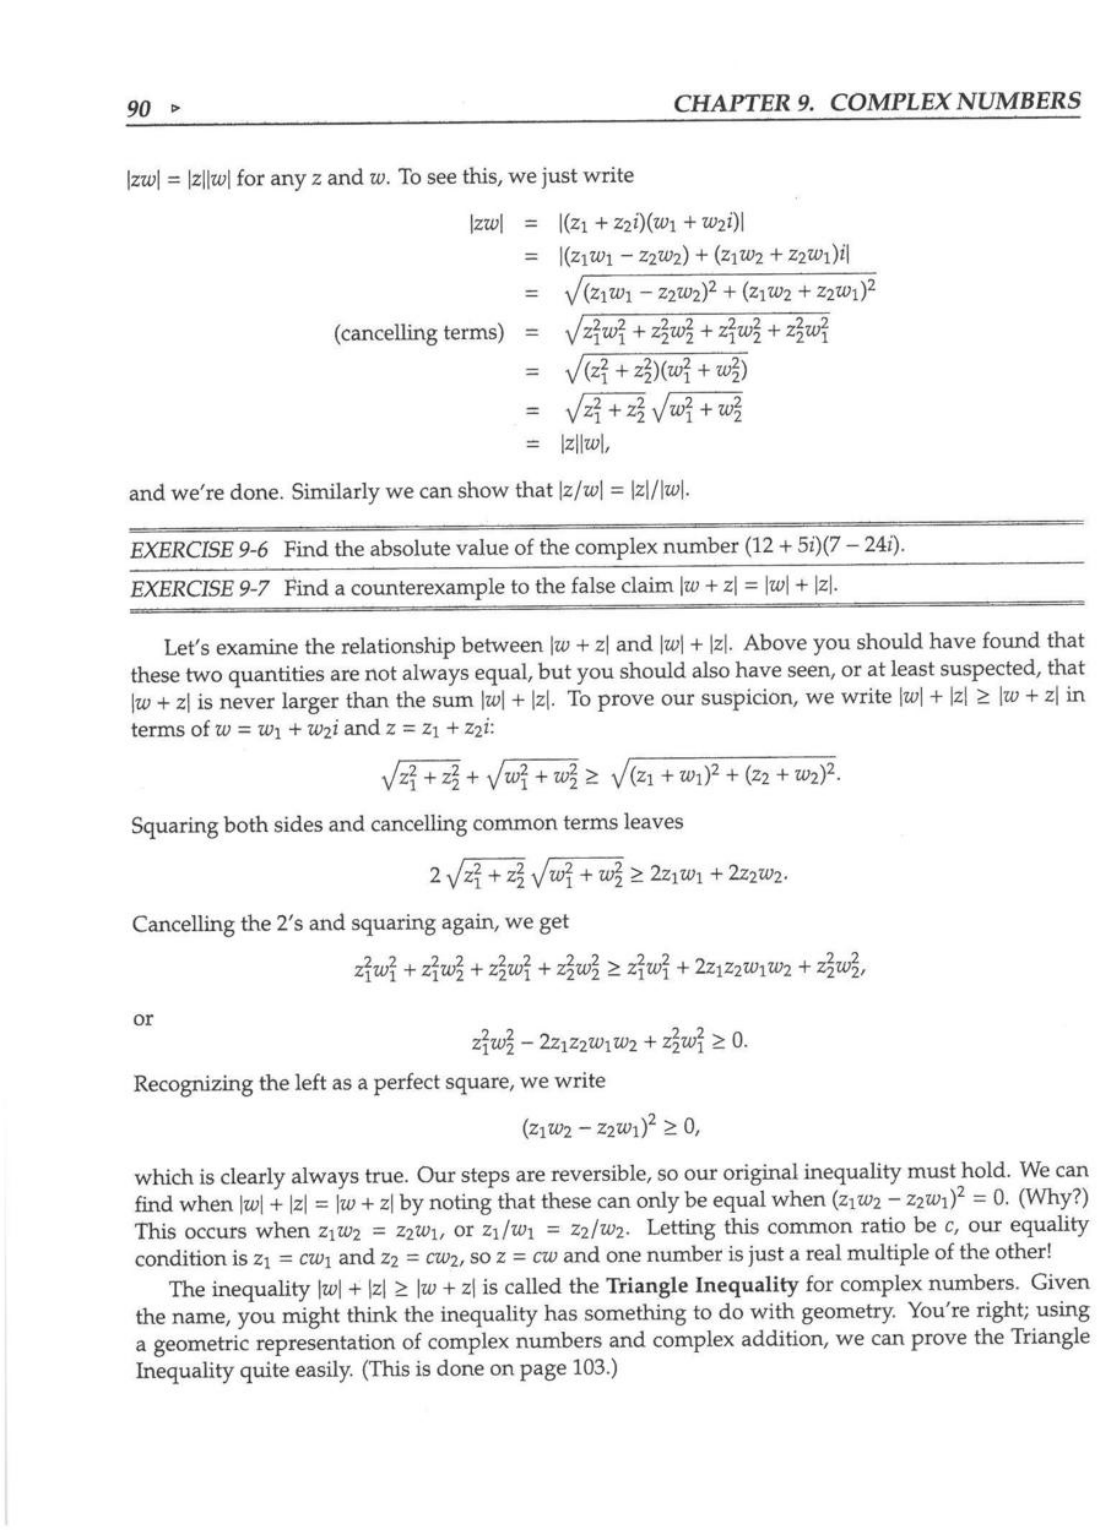 90 ▹ CHAPTER 9. COMPLEX NUMBERS
|zw| = |z||w| for any z and w. To see this, we just write
|zw| = |(z₁ + z₂i)(w₁ + w₂i)|
= |(z₁w₁ − z₂w₂) + (z₁w₂ + z₂w₁)i|
= √((z₁w₁ − z₂w₂)² + (z₁w₂ + z₂w₁)²)
(cancelling terms) = √(z₁²w₁² + z₂²w₂² + z₁²w₂² + z₂²w₁²)
= √((z₁² + z₂²)(w₁² + w₂²))
= √(z₁² + z₂²) √(w₁² + w₂²)
= |z||w|,
and we're done. Similarly we can show that |z/w| = |z|/|w|.
EXERCISE 9-6 Find the absolute value of the complex number (12 + 5i)(7 − 24i).
EXERCISE 9-7 Find a counterexample to the false claim |w + z| = |w| + |z|.
Let's examine the relationship between |w + z| and |w| + |z|. Above you should have found that
these two quantities are not always equal, but you should also have seen, or at least suspected, that
|w + z| is never larger than the sum |w| + |z|. To prove our suspicion, we write |w| + |z| ≥ |w + z| in
terms of w = w₁ + w₂i and z = z₁ + z₂i:
√(z₁² + z₂²) + √(w₁² + w₂²) ≥ √((z₁ + w₁)² + (z₂ + w₂)²).
Squaring both sides and cancelling common terms leaves
2 √(z₁² + z₂²) √(w₁² + w₂²) ≥ 2z₁w₁ + 2z₂w₂.
Cancelling the 2's and squaring again, we get
z₁²w₁² + z₁²w₂² + z₂²w₁² + z₂²w₂² ≥ z₁²w₁² + 2z₁z₂w₁w₂ + z₂²w₂²,
or
z₁²w₂² − 2z₁z₂w₁w₂ + z₂²w₁² ≥ 0.
Recognizing the left as a perfect square, we write
(z₁w₂ − z₂w₁)² ≥ 0,
which is clearly always true. Our steps are reversible, so our original inequality must hold. We can
find when |w| + |z| = |w + z| by noting that these can only be equal when (z₁w₂ − z₂w₁)² = 0. (Why?)
This occurs when z₁w₂ = z₂w₁, or z₁/w₁ = z₂/w₂. Letting this common ratio be c, our equality
condition is z₁ = cw₁ and z₂ = cw₂, so z = cw and one number is just a real multiple of the other!
The inequality |w| + |z| ≥ |w + z| is called the Triangle Inequality for complex numbers. Given
the name, you might think the inequality has something to do with geometry. You're right; using
a geometric representation of complex numbers and complex addition, we can prove the Triangle
Inequality quite easily. (This is done on page 103.)